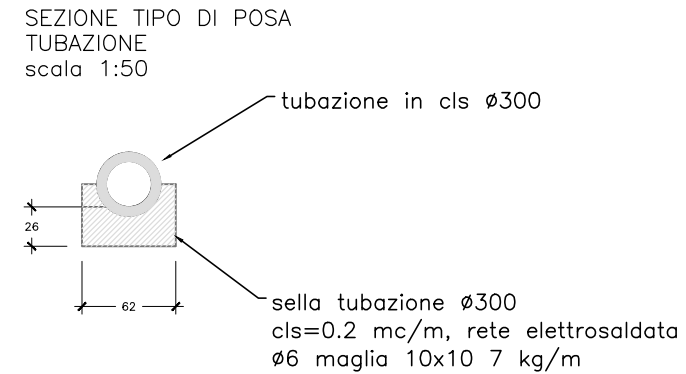 SEZIONE TIPO DI POSA
TUBAZIONE
scala 1:50
tubazione in cls Ø300
26
62
sella tubazione Ø300
cls=0.2 mc/m, rete elettrosaldata
Ø6 maglia 10x10 7 kg/m